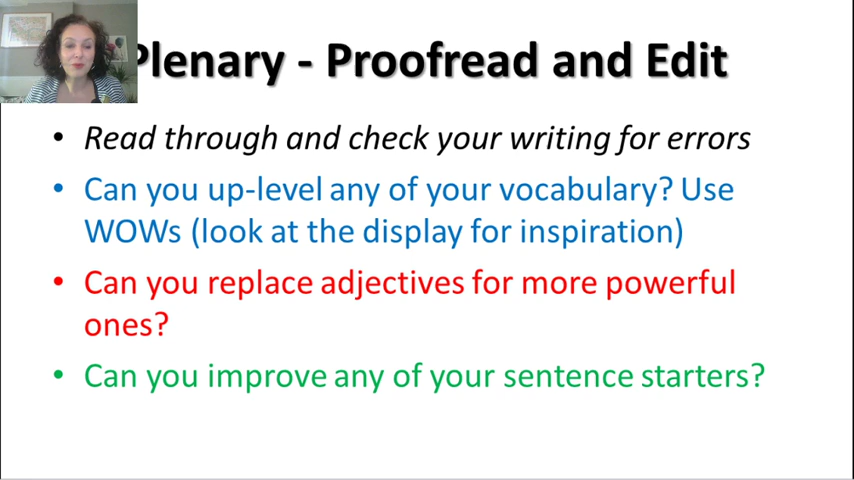 Plenary - Proofread and Edit
• Read through and check your writing for errors
• Can you up-level any of your vocabulary? Use
WOWs (look at the display for inspiration)
• Can you replace adjectives for more powerful
ones?
• Can you improve any of your sentence starters?